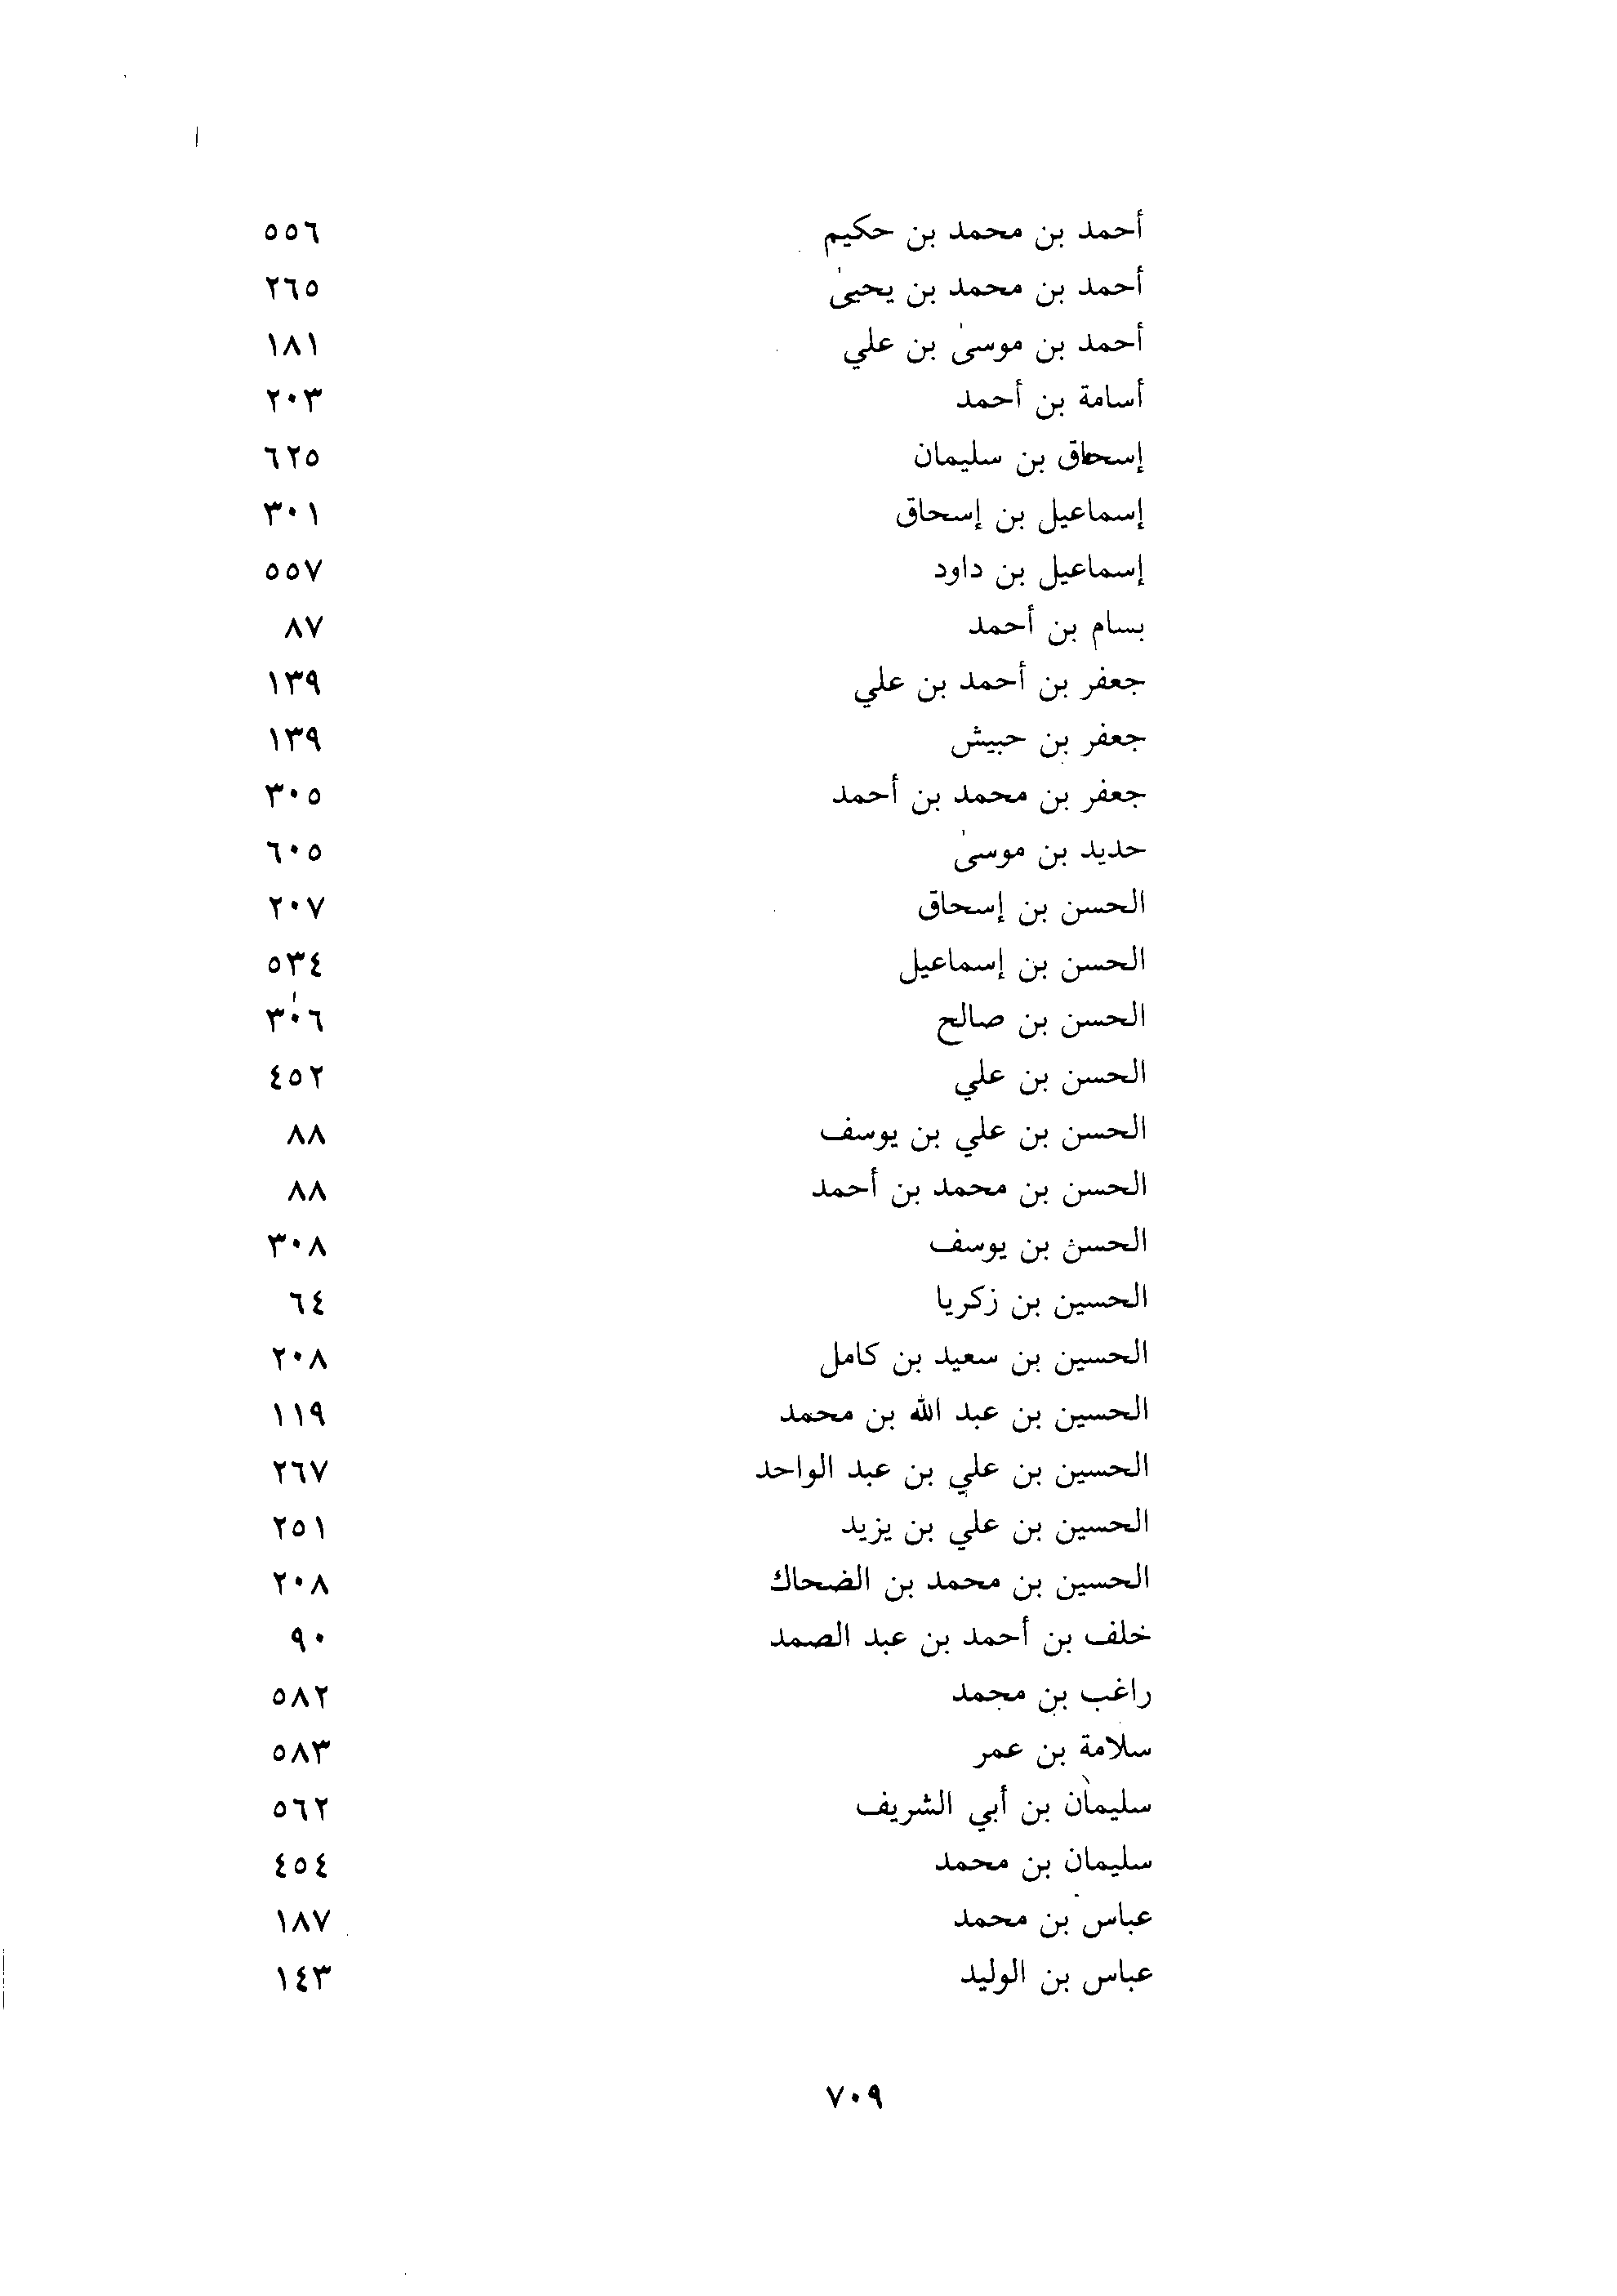 أحمد بن محمد بن حكيم ٥٥٦
أحمد بن محمد بن يحيىٰ ٢٦٥
أحمد بن موسىٰ بن علي ١٨١
أسامة بن أحمد ٢٠٣
إسحاق بن سليمان ٦٢٥
إسماعيل بن إسحاق ٣٠١
إسماعيل بن داود ٥٥٧
بسام بن أحمد ٨٧
جعفر بن أحمد بن علي ١٣٩
جعفر بن حبيش ١٣٩
جعفر بن محمد بن أحمد ٣٠٥
حديد بن موسىٰ ٦٠٥
الحسن بن إسحاق ٢٠٧
الحسن بن إسماعيل ٥٣٤
الحسن بن صالح ٣٠٦
الحسن بن علي ٤٥٢
الحسن بن علي بن يوسف ٨٨
الحسن بن محمد بن أحمد ٨٨
الحسن بن يوسف ٣٠٨
الحسين بن زكريا ٦٤
الحسين بن سعيد بن كامل ٢٠٨
الحسين بن عبد الله بن محمد ١١٩
الحسين بن علي بن عبد الواحد ٢٦٧
الحسين بن علي بن يزيد ٢٥١
الحسين بن محمد بن الضحاك ٢٠٨
خلف بن أحمد بن عبد الصمد ٩٠
راغب بن محمد ٥٨٢
سلامة بن عمر ٥٨٣
سليمان بن أبي الشريف ٥٦٢
سليمان بن محمد ٤٥٤
عباس بن محمد ١٨٧
عباس بن الوليد ١٤٣
٧٠٩